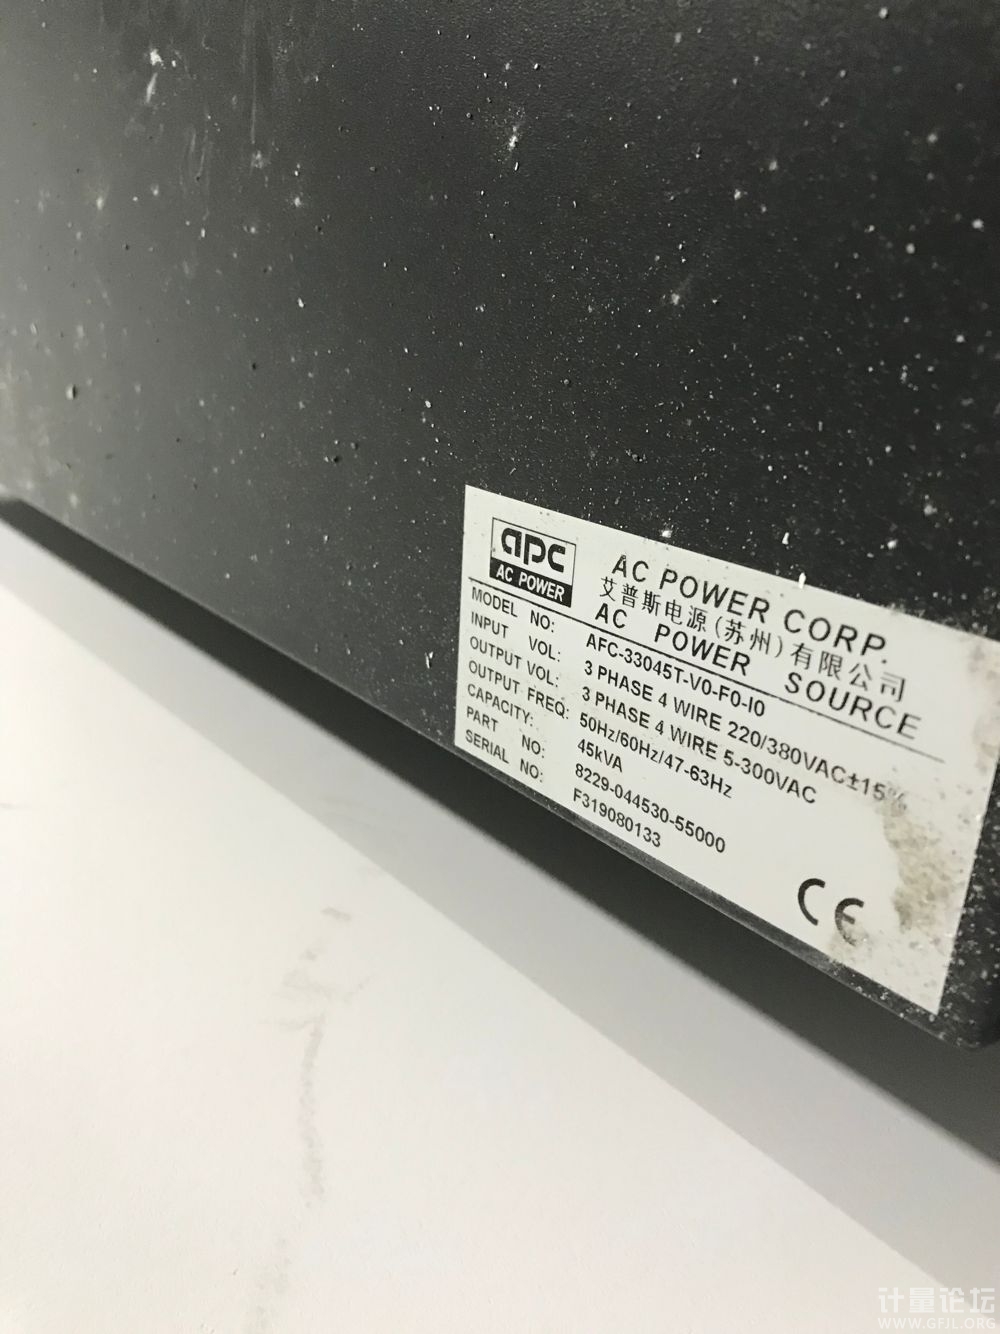 apc
AC POWER
AC POWER CORP.
艾普斯电源(苏州)有限公司
AC POWER SOURCE
MODEL NO: AFC-33045T-V0-F0-I0
INPUT VOL: 3 PHASE 4 WIRE 220/380VAC±15%
OUTPUT VOL: 3 PHASE 4 WIRE 5-300VAC
OUTPUT FREQ: 50Hz/60Hz/47-63Hz
CAPACITY: 45kVA
PART NO: 8229-044530-55000
SERIAL NO: F319080133
CE
计量论坛
WWW.GFJL.ORG